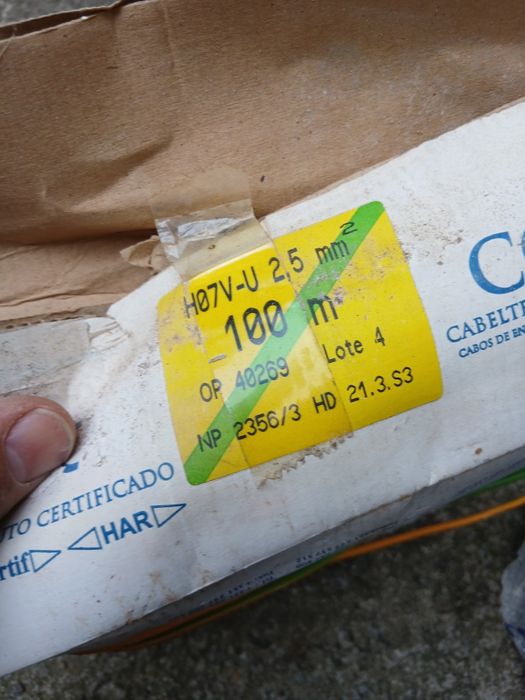 H07V-U 2,5 mm²
100 m
OP 40269 Lote 4
NP 2356/3 HD 21.3.S3
CABELTE
CABOS DE EN
TO CERTIFICADO
rtif
HAR